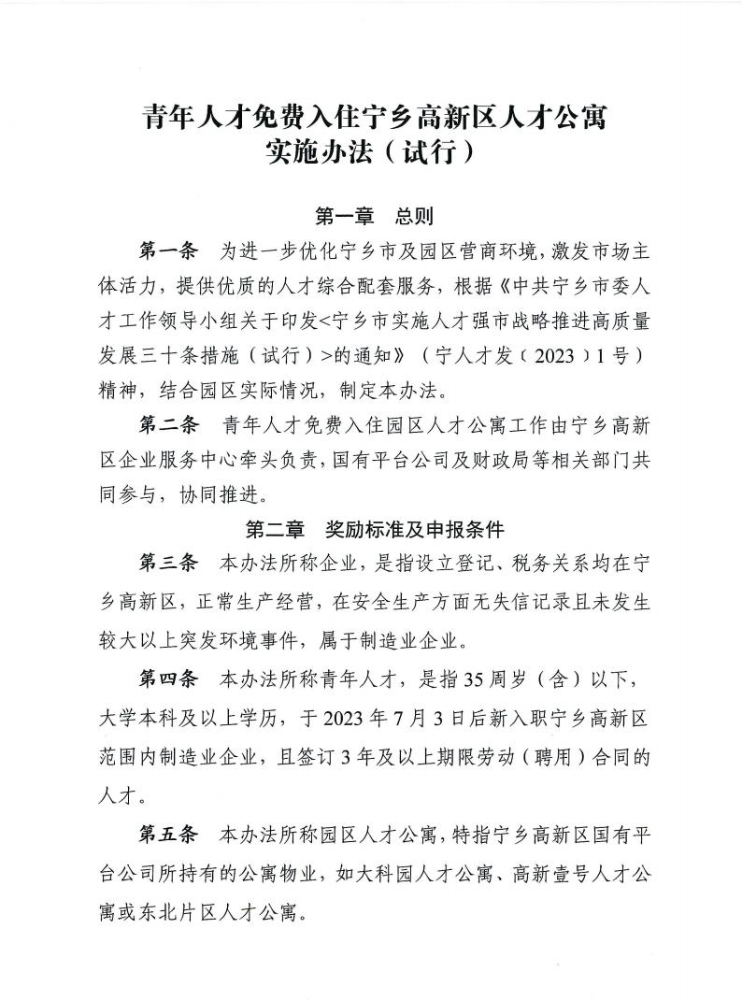 青年人才免费入住宁乡高新区人才公寓
实施办法（试行）
第一章 总则
第一条 为进一步优化宁乡市及园区营商环境，激发市场主
体活力，提供优质的人才综合配套服务，根据《中共宁乡市委人
才工作领导小组关于印发<宁乡市实施人才强市战略推进高质量
发展三十条措施（试行）>的通知》（宁人才发﹝2023﹞1号）
精神，结合园区实际情况，制定本办法。
第二条 青年人才免费入住园区人才公寓工作由宁乡高新
区企业服务中心牵头负责，国有平台公司及财政局等相关部门共
同参与，协同推进。
第二章 奖励标准及申报条件
第三条 本办法所称企业，是指设立登记、税务关系均在宁
乡高新区，正常生产经营，在安全生产方面无失信记录且未发生
较大以上突发环境事件，属于制造业企业。
第四条 本办法所称青年人才，是指35周岁（含）以下，
大学本科及以上学历，于2023年7月3日后新入职宁乡高新区
范围内制造业企业，且签订3年及以上期限劳动（聘用）合同的
人才。
第五条 本办法所称园区人才公寓，特指宁乡高新区国有平
台公司所持有的公寓物业，如大科园人才公寓、高新壹号人才公
寓或东北片区人才公寓。